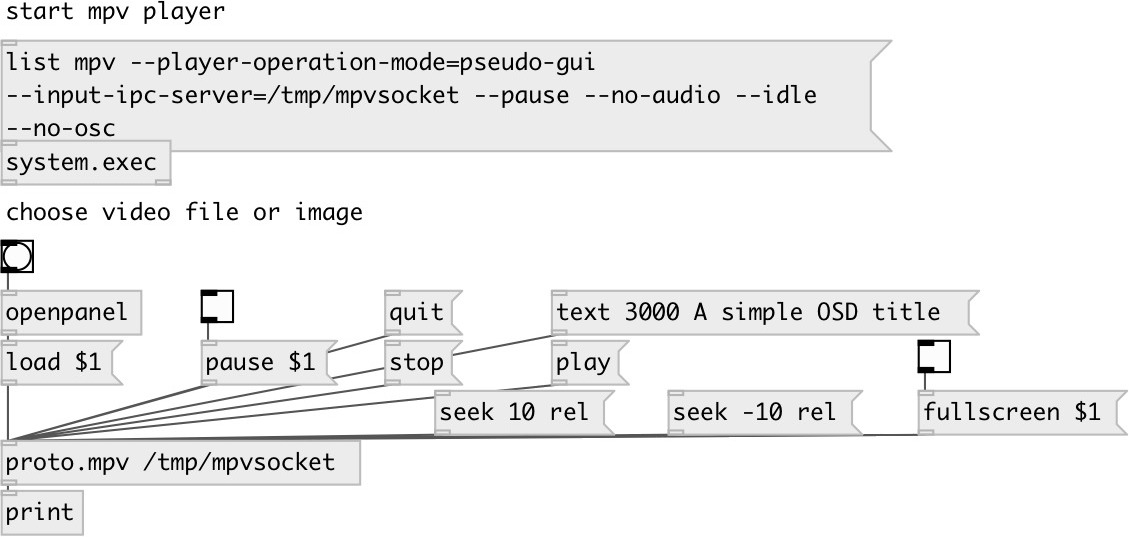 start mpv player
list mpv --player-operation-mode=pseudo-gui
--input-ipc-server=/tmp/mpvsocket --pause --no-audio --idle
--no-osc
system.exec
choose video file or image
openpanel
quit
text 3000 A simple OSD title
load $1
pause $1
stop
play
seek 10 rel
seek -10 rel
fullscreen $1
proto.mpv /tmp/mpvsocket
print